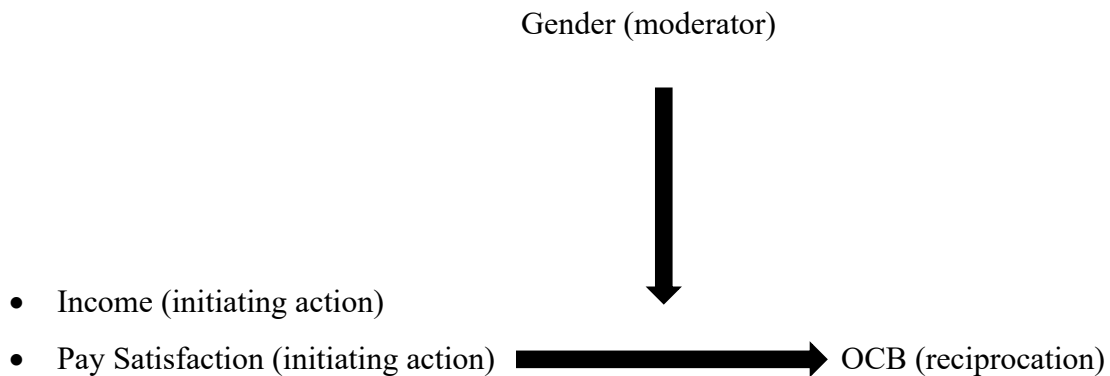 Gender (moderator)
• Income (initiating action)
• Pay Satisfaction (initiating action) OCB (reciprocation)